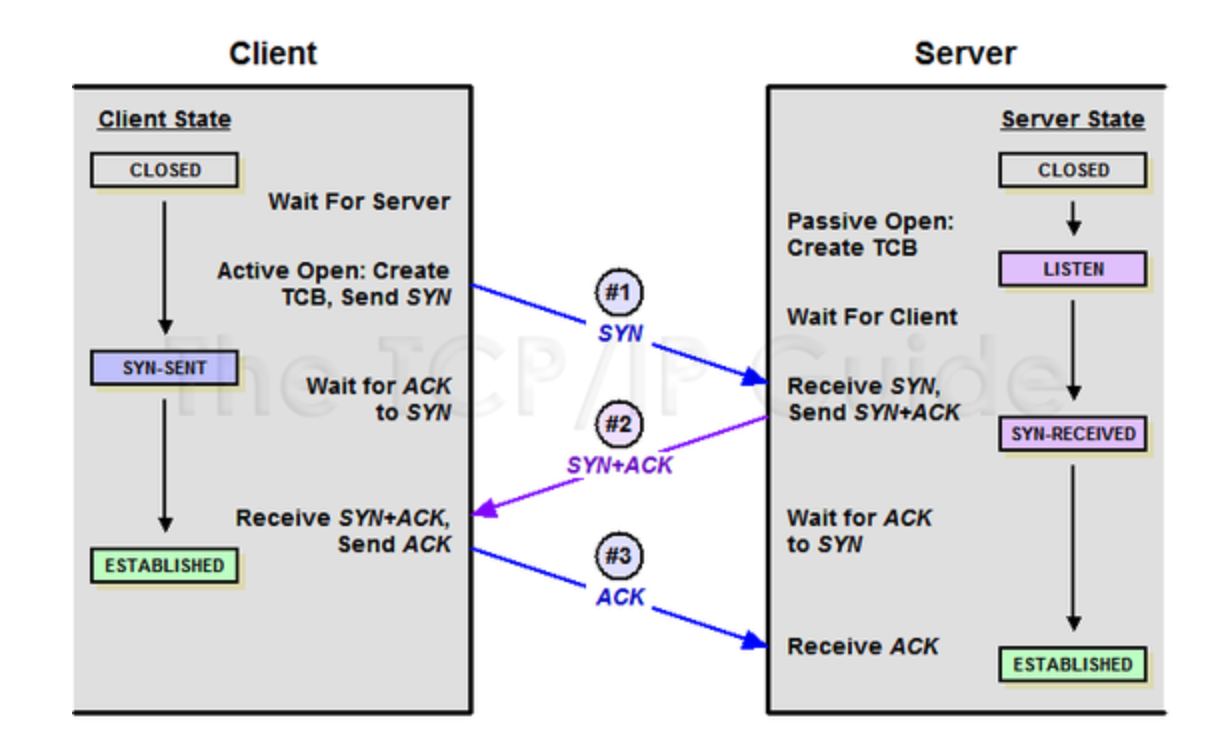 Client
Server
Client State
CLOSED
Wait For Server
Active Open: Create
TCB, Send SYN
SYN-SENT
Wait for ACK
to SYN
Receive SYN+ACK,
Send ACK
ESTABLISHED
#1
SYN
#2
SYN+ACK
#3
ACK
Server State
CLOSED
Passive Open:
Create TCB
LISTEN
Wait For Client
Receive SYN,
Send SYN+ACK
SYN-RECEIVED
Wait for ACK
to SYN
Receive ACK
ESTABLISHED
The TCP/IP Guide